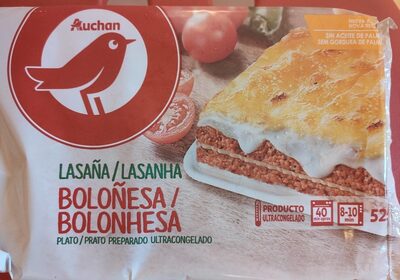 Auchan
SIN ACEITE DE PALMA
SEM GORDURA DE PALMA
LASAÑA/LASANHA
BOLOÑESA/
BOLONHESA
PLATO/PRATO PREPARADO ULTRACONGELADO
PRODUCTO
ULTRACONGELADO
40
8-10
min
52